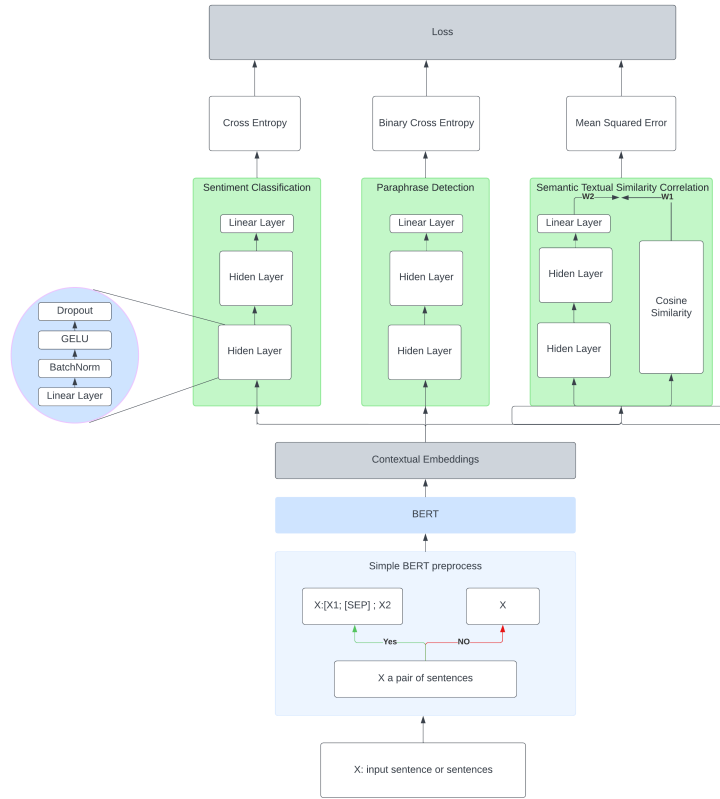 Loss
Cross Entropy
Binary Cross Entropy
Mean Squared Error
Sentiment Classification
Paraphrase Detection
Semantic Textual Similarity Correlation
W2
W1
Linear Layer
Linear Layer
Linear Layer
Hiden Layer
Hiden Layer
Hiden Layer
Cosine
Similarity
Dropout
GELU
BatchNorm
Linear Layer
Hiden Layer
Hiden Layer
Hiden Layer
Contextual Embeddings
BERT
Simple BERT preprocess
X:[X1; [SEP] ; X2
X
Yes
NO
X a pair of sentences
X: input sentence or sentences